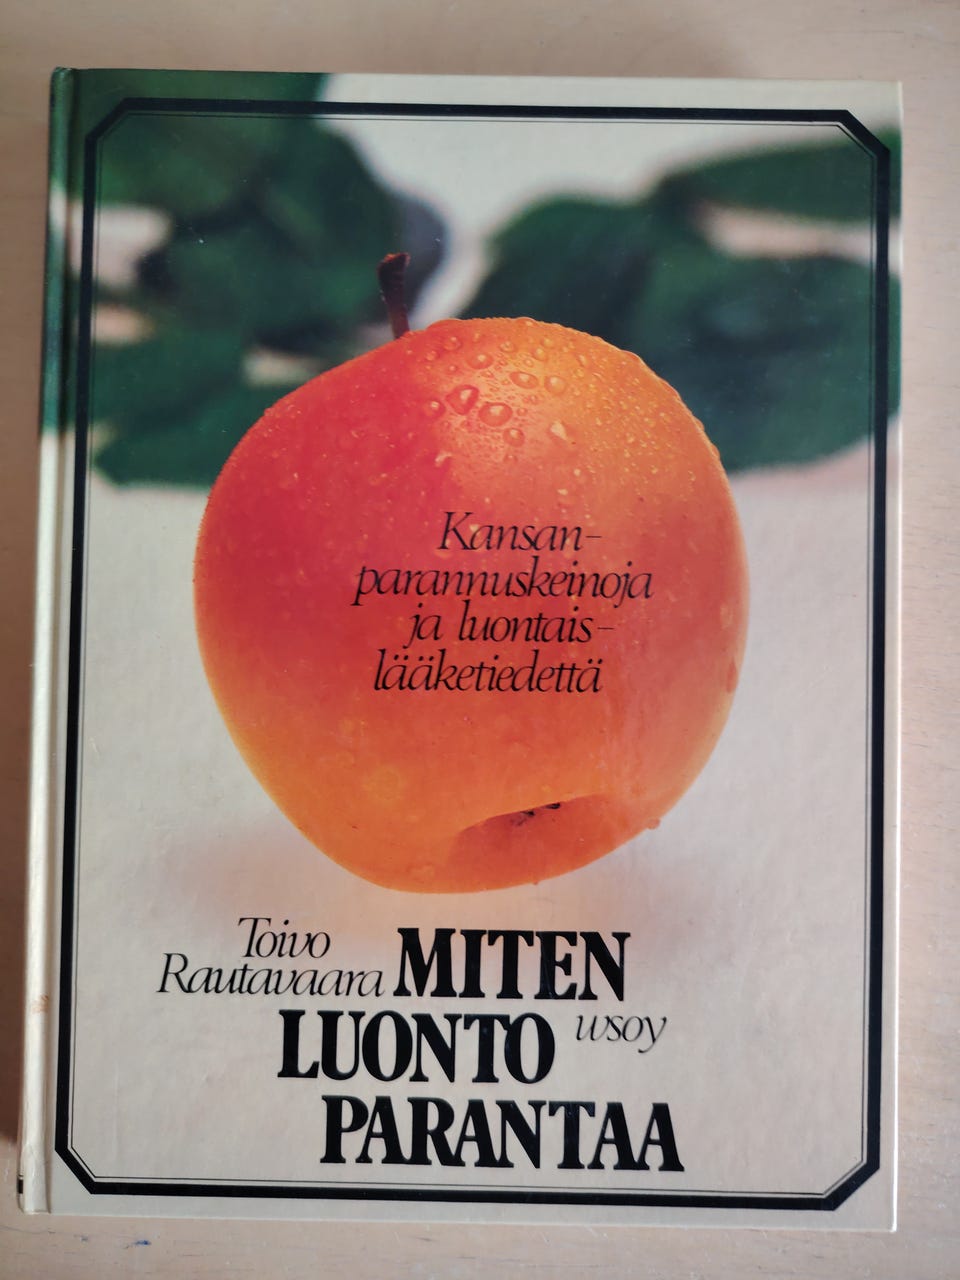 Kansan-
parannuskeinoja
ja luontais-
lääketiedettä
Toivo
Rautavaara MITEN
LUONTO wsoy
PARANTAA